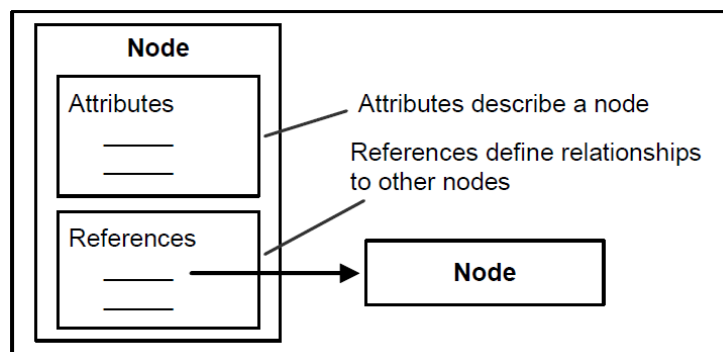 Node
Attributes
Attributes describe a node
References define relationships
to other nodes
References
Node